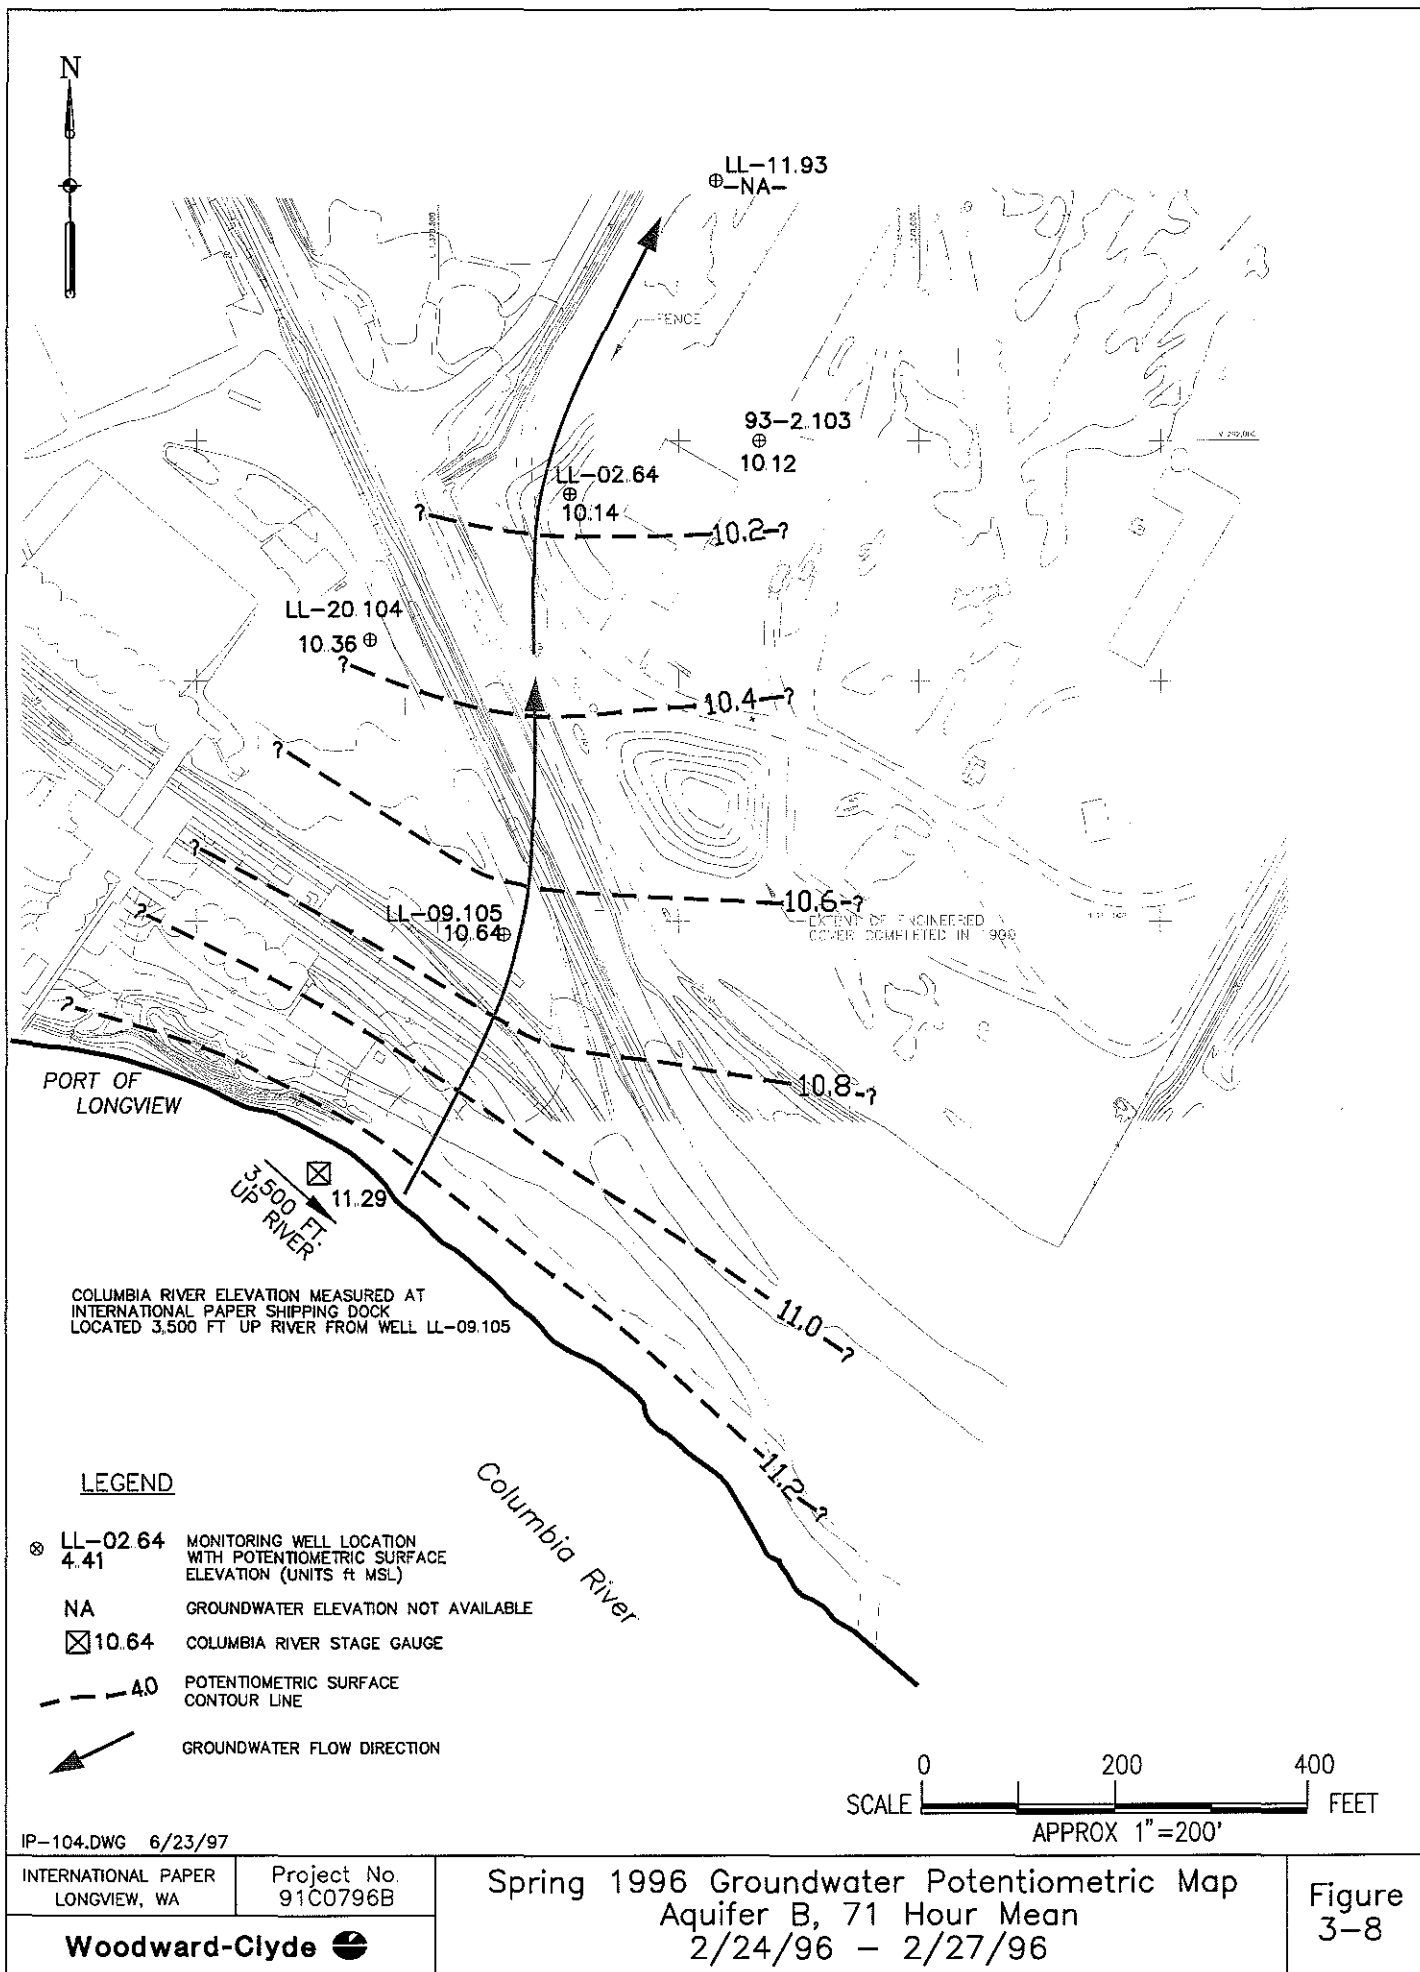 N
LL-11.93
-NA-
FENCE
93-2.103
10.12
LL-02.64
10.14
?
10.2-?
LL-20.104
10.36
?
10.4-?
?
10.6-?
EXTENT OF ENGINEERED
COVER COMPLETED IN
?
LL-09.105
10.64
?
?
10.8-?
PORT OF
LONGVIEW
11.29
3,500 FT.
UP RIVER
COLUMBIA RIVER ELEVATION MEASURED AT
INTERNATIONAL PAPER SHIPPING DOCK
LOCATED 3,500 FT UP RIVER FROM WELL LL-09.105
11.0-?
11.2-?
Columbia River
LEGEND
LL-02.64
4.41
MONITORING WELL LOCATION
WITH POTENTIOMETRIC SURFACE
ELEVATION (UNITS ft MSL)
NA GROUNDWATER ELEVATION NOT AVAILABLE
10.64 COLUMBIA RIVER STAGE GAUGE
4.0 POTENTIOMETRIC SURFACE
CONTOUR LINE
GROUNDWATER FLOW DIRECTION
0 200 400
SCALE FEET
APPROX 1"=200'
IP-104.DWG 6/23/97
INTERNATIONAL PAPER
LONGVIEW, WA
Project No.
91C0796B
Woodward-Clyde
Spring 1996 Groundwater Potentiometric Map
Aquifer B, 71 Hour Mean
2/24/96 - 2/27/96
Figure
3-8